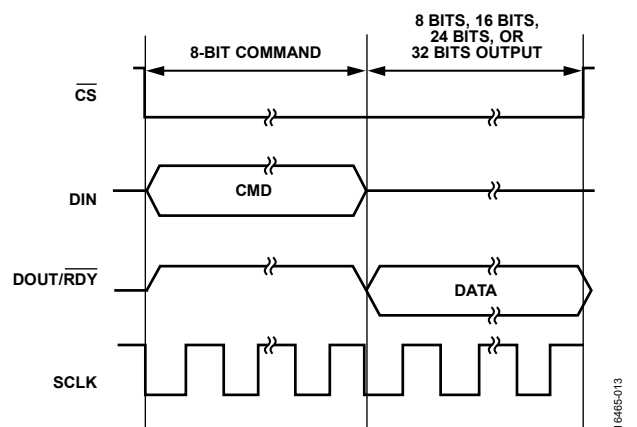 8 BITS, 16 BITS,
24 BITS, OR
32 BITS OUTPUT
8-BIT COMMAND
CS
DIN
CMD
DOUT/RDY
DATA
SCLK
16465-013